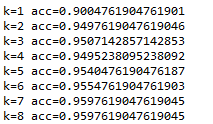 k=1 acc=0.9004761904761901
k=2 acc=0.9497619047619046
k=3 acc=0.9507142857142853
k=4 acc=0.9495238095238092
k=5 acc=0.9540476190476187
k=6 acc=0.9554761904761903
k=7 acc=0.9597619047619045
k=8 acc=0.9597619047619045